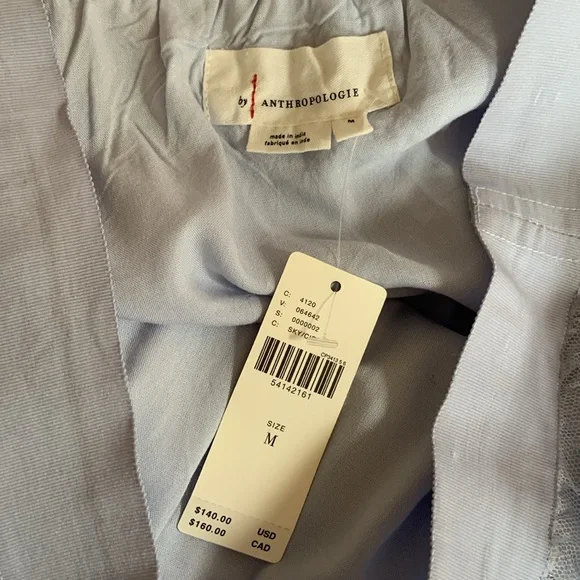 by ANTHROPOLOGIE
made in india
fabriqué en inde
M
C: 4120
V: 064642
S: 0000002
C:
54142161
SIZE
M
$140.00 USD
$160.00 CAD